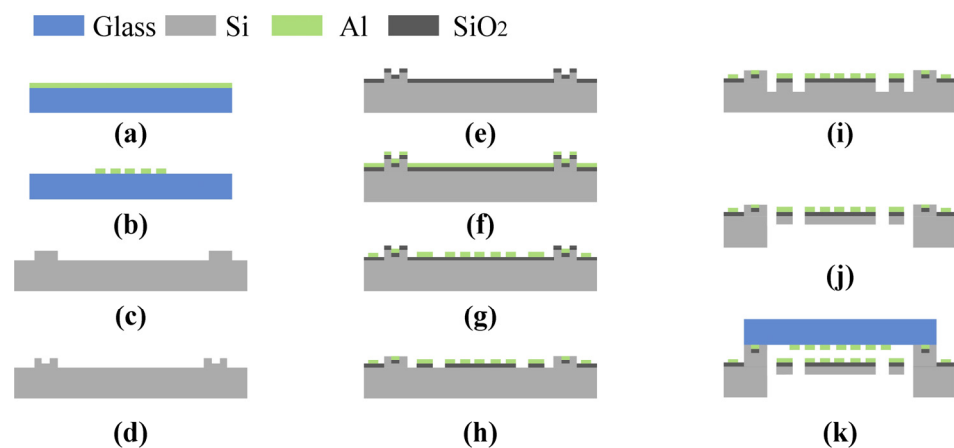 Glass Si Al SiO2
(a)
(b)
(c)
(d)
(e)
(f)
(g)
(h)
(i)
(j)
(k)